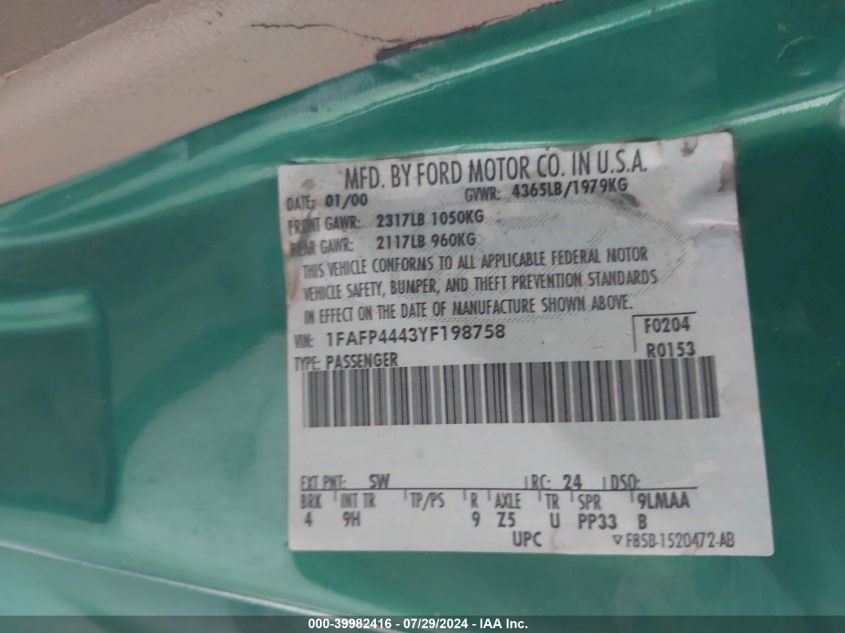 MFD. BY FORD MOTOR CO. IN U.S.A.
DATE: 01/00 GVWR: 4365LB/1979KG
FRONT GAWR: 2317LB 1050KG
REAR GAWR: 2117LB 960KG
THIS VEHICLE CONFORMS TO ALL APPLICABLE FEDERAL MOTOR
VEHICLE SAFETY, BUMPER, AND THEFT PREVENTION STANDARDS
IN EFFECT ON THE DATE OF MANUFACTURE SHOWN ABOVE.
VIN: 1FAFP4443YF198758 F0204
TYPE: PASSENGER R0153
EXT PNT: SW RC: 24 DSO:
BRK INT TR TP/PS R AXLE TR SPR 9LMAA
4 9H 9 Z5 U PP33 B
UPC F85B-1520472-AB
000-39982416 - 07/29/2024 - IAA Inc.